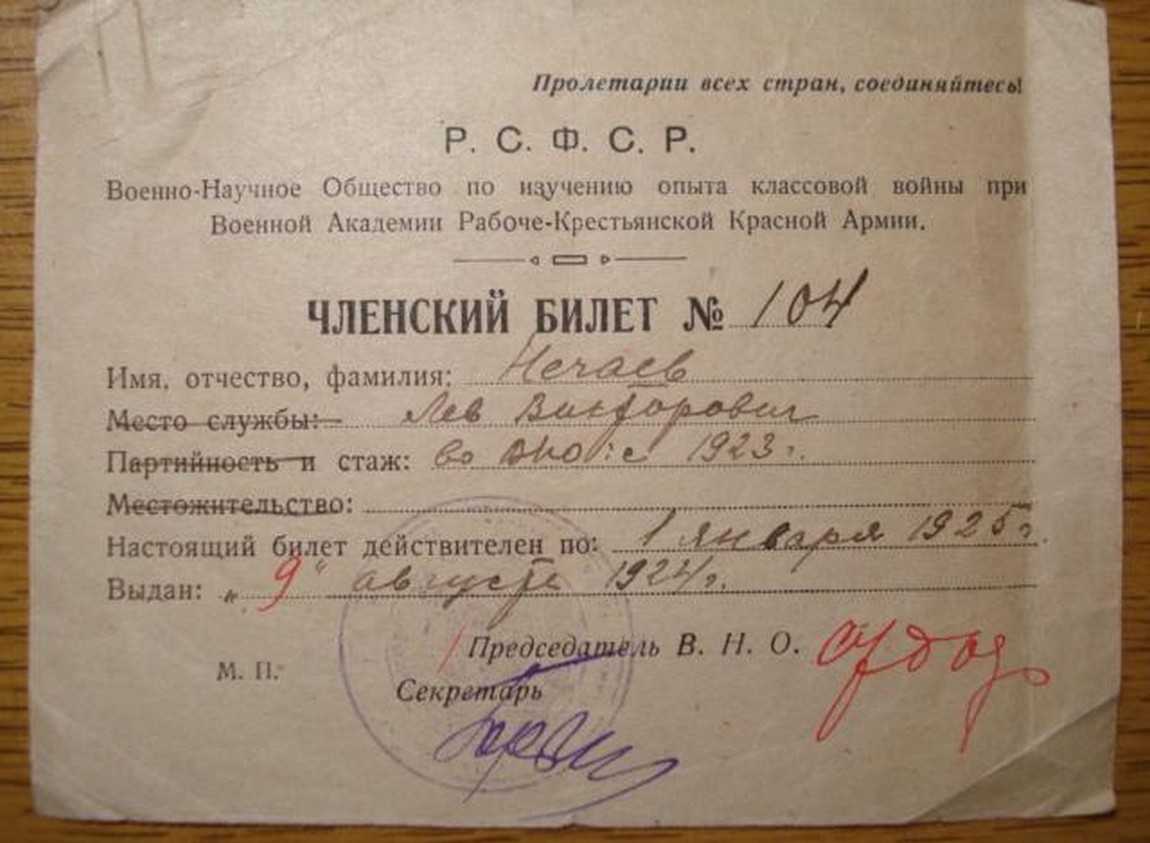 Пролетарии всех стран, соединяйтесь!
Р. С. Ф. С. Р.
Военно-Научное Общество по изучению опыта классовой войны при
Военной Академии Рабоче-Крестьянской Красной Армии.
ЧЛЕНСКИЙ БИЛЕТ № 104
Имя, отчество, фамилия: Нечаев
Место службы: Лев Викторович
Партийность и стаж: 1923 г.
Местожительство:
Настоящий билет действителен по: 1 Января 1925 г.
Выдан: „ 9 " августа 1924 г.
Председатель В. Н. О.
М. П.
Секретарь